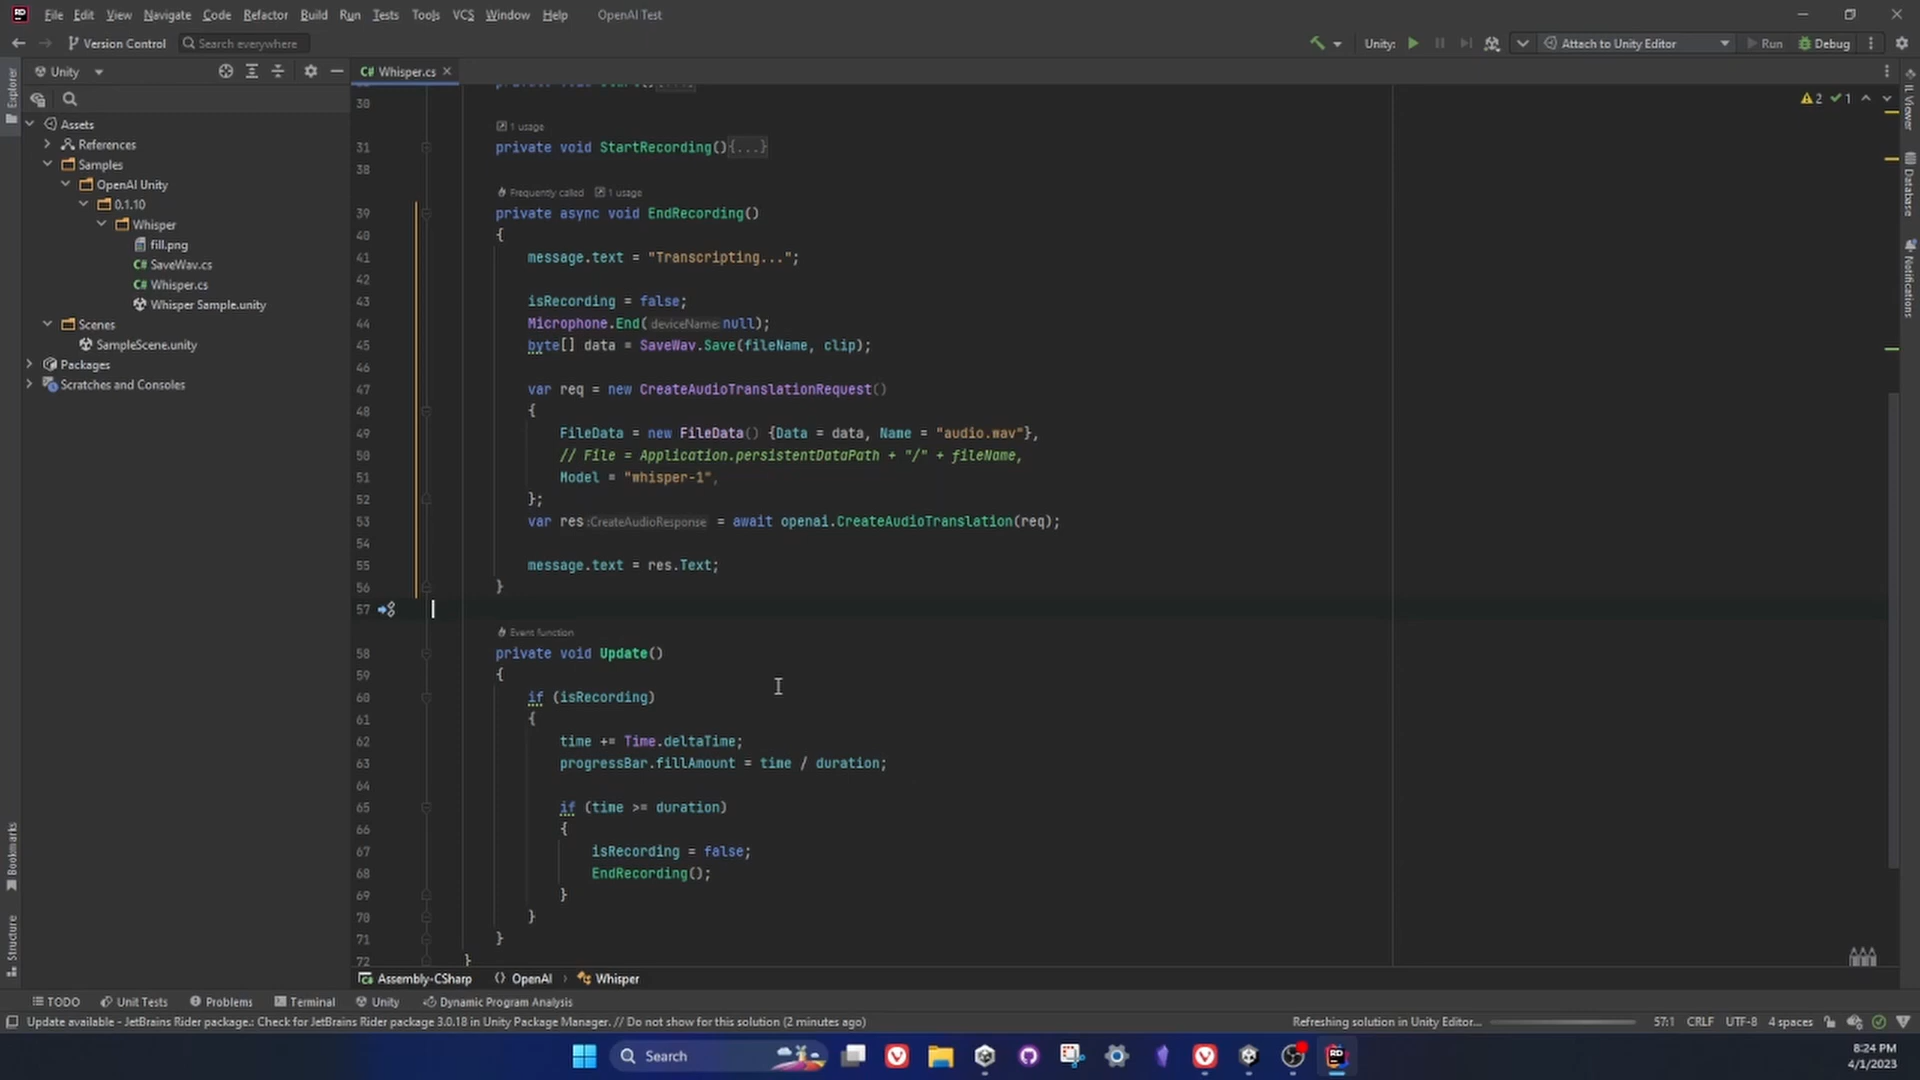 File Edit View Navigate Code Refactor Build Run Tests Tools VCS Window Help OpenAI Test
Version Control Search everywhere Unity: Attach to Unity Editor Run Debug
Explorer
Unity
Assets
References
Samples
OpenAI Unity
0.1.10
Whisper
fill.png
SaveWav.cs
Whisper.cs
Whisper Sample.unity
Scenes
SampleScene.unity
Packages
Scratches and Consoles
Bookmarks
Structure
Whisper.cs
2 1
30
1 usage
31 private void StartRecording(){...}
38
Frequently called 1 usage
39 private async void EndRecording()
40 {
41 message.text = "Transcripting...";
42
43 isRecording = false;
44 Microphone.End( deviceName: null);
45 byte[] data = SaveWav.Save(fileName, clip);
46
47 var req = new CreateAudioTranslationRequest()
48 {
49 FileData = new FileData() {Data = data, Name = "audio.wav"},
50 // File = Application.persistentDataPath + "/" + fileName,
51 Model = "whisper-1",
52 };
53 var res :CreateAudioResponse = await openai.CreateAudioTranslation(req);
54
55 message.text = res.Text;
56 }
57
Event function
58 private void Update()
59 {
60 if (isRecording)
61 {
62 time += Time.deltaTime;
63 progressBar.fillAmount = time / duration;
64
65 if (time >= duration)
66 {
67 isRecording = false;
68 EndRecording();
69 }
70 }
71 }
72 }
IL Viewer
Database
Notifications
Assembly-CSharp OpenAI Whisper
TODO Unit Tests Problems Terminal Unity Dynamic Program Analysis
Update available - JetBrains Rider package.: Check for JetBrains Rider package 3.0.18 in Unity Package Manager. // Do not show for this solution (2 minutes ago) Refreshing solution in Unity Editor... 57:1 CRLF UTF-8 4 spaces
Search
8:24 PM
4/1/2023